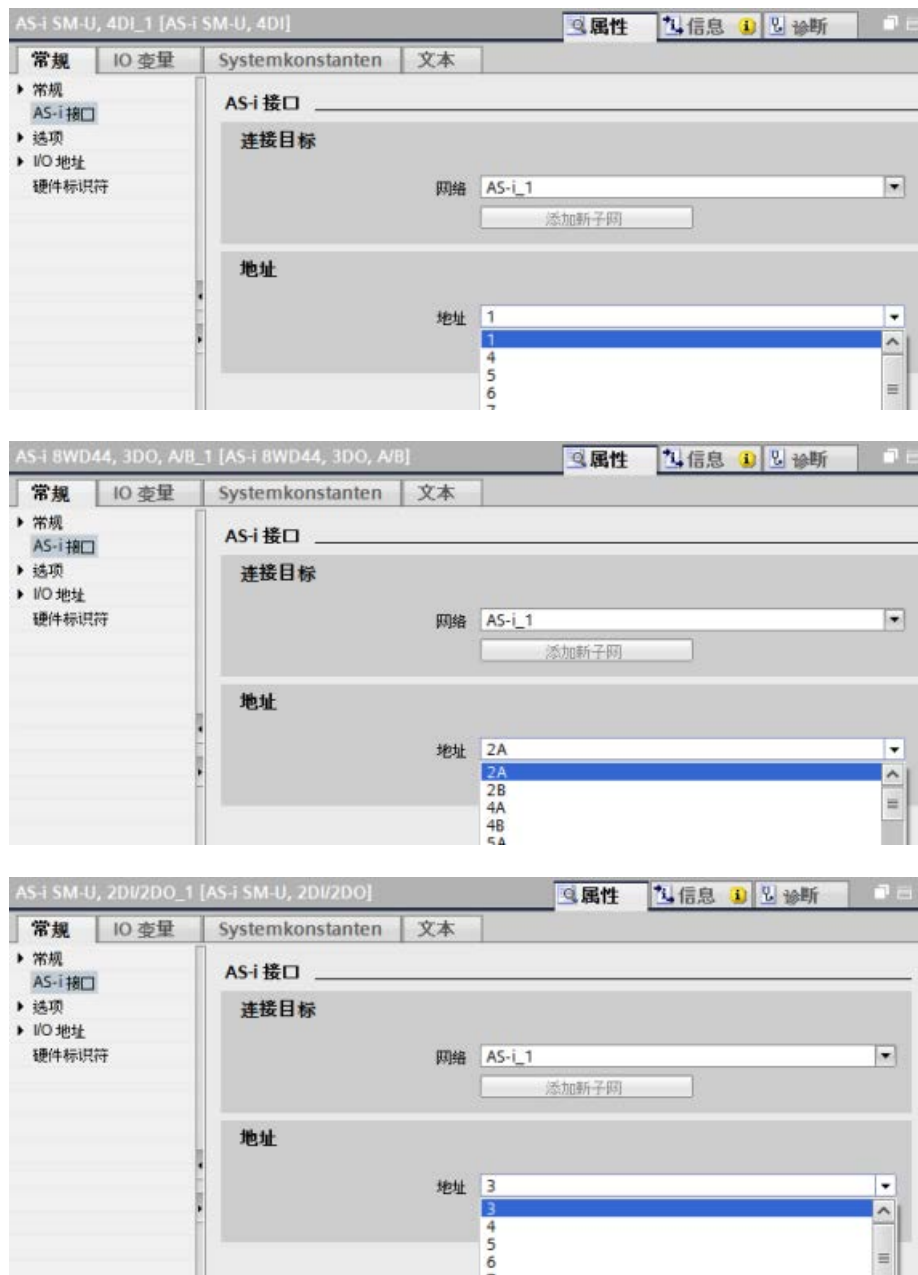 AS-i SM-U, 4DI_1 [AS-i SM-U, 4DI]
属性 信息 诊断
常规 IO 变量 Systemkonstanten 文本
常规
AS-i 接口
选项
I/O 地址
硬件标识符
AS-i 接口
连接目标
网络 AS-i_1
添加新子网
地址
地址 1
1
4
5
6
7
AS-i 8WD44, 3DO, A/B_1 [AS-i 8WD44, 3DO, A/B]
属性 信息 诊断
常规 IO 变量 Systemkonstanten 文本
常规
AS-i 接口
选项
I/O 地址
硬件标识符
AS-i 接口
连接目标
网络 AS-i_1
添加新子网
地址
地址 2A
2A
2B
4A
4B
5A
AS-i SM-U, 2DI/2DO_1 [AS-i SM-U, 2DI/2DO]
属性 信息 诊断
常规 IO 变量 Systemkonstanten 文本
常规
AS-i 接口
选项
I/O 地址
硬件标识符
AS-i 接口
连接目标
网络 AS-i_1
添加新子网
地址
地址 3
3
4
5
6